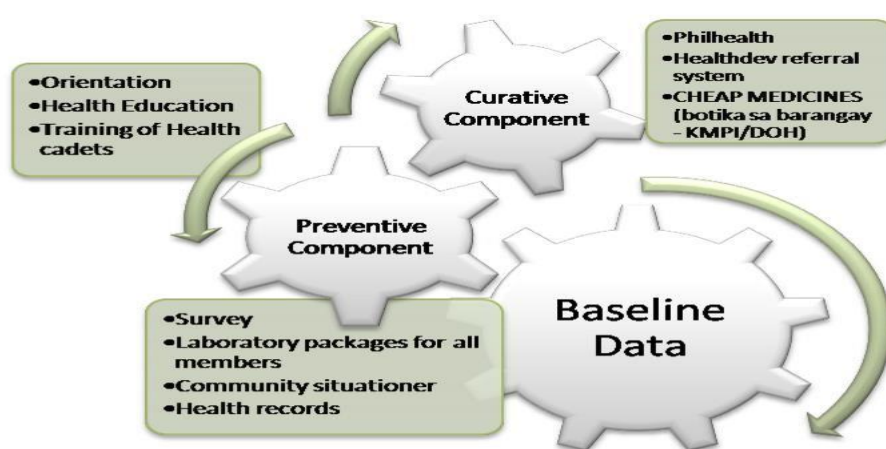 •Orientation
•Health Education
•Training of Health
cadets
Curative
Component
•Philhealth
•Healthdev referral
system
•CHEAP MEDICINES
(botika sa barangay
- KMPI/DOH)
Preventive
Component
•Survey
•Laboratory packages for all
members
•Community situationer
•Health records
Baseline
Data